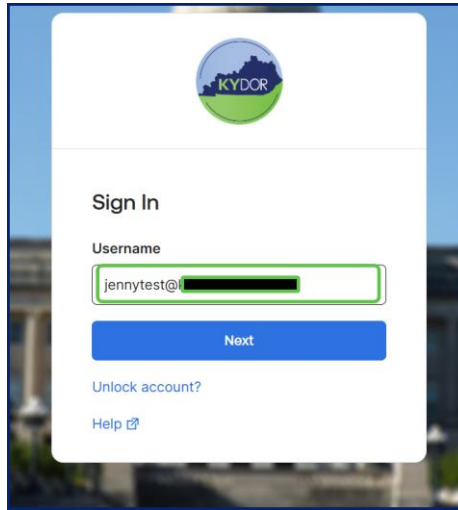 KYDOR
Sign In
Username
jennytest@
Next
Unlock account?
Help